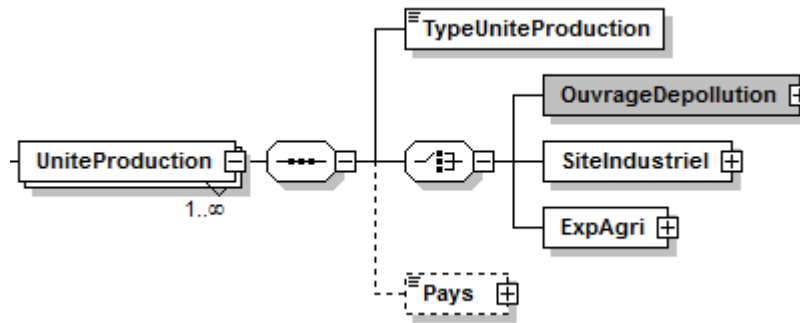 TypeUniteProduction
OuvrageDepollution
UniteProduction
1..∞
SiteIndustriel
ExpAgri
Pays